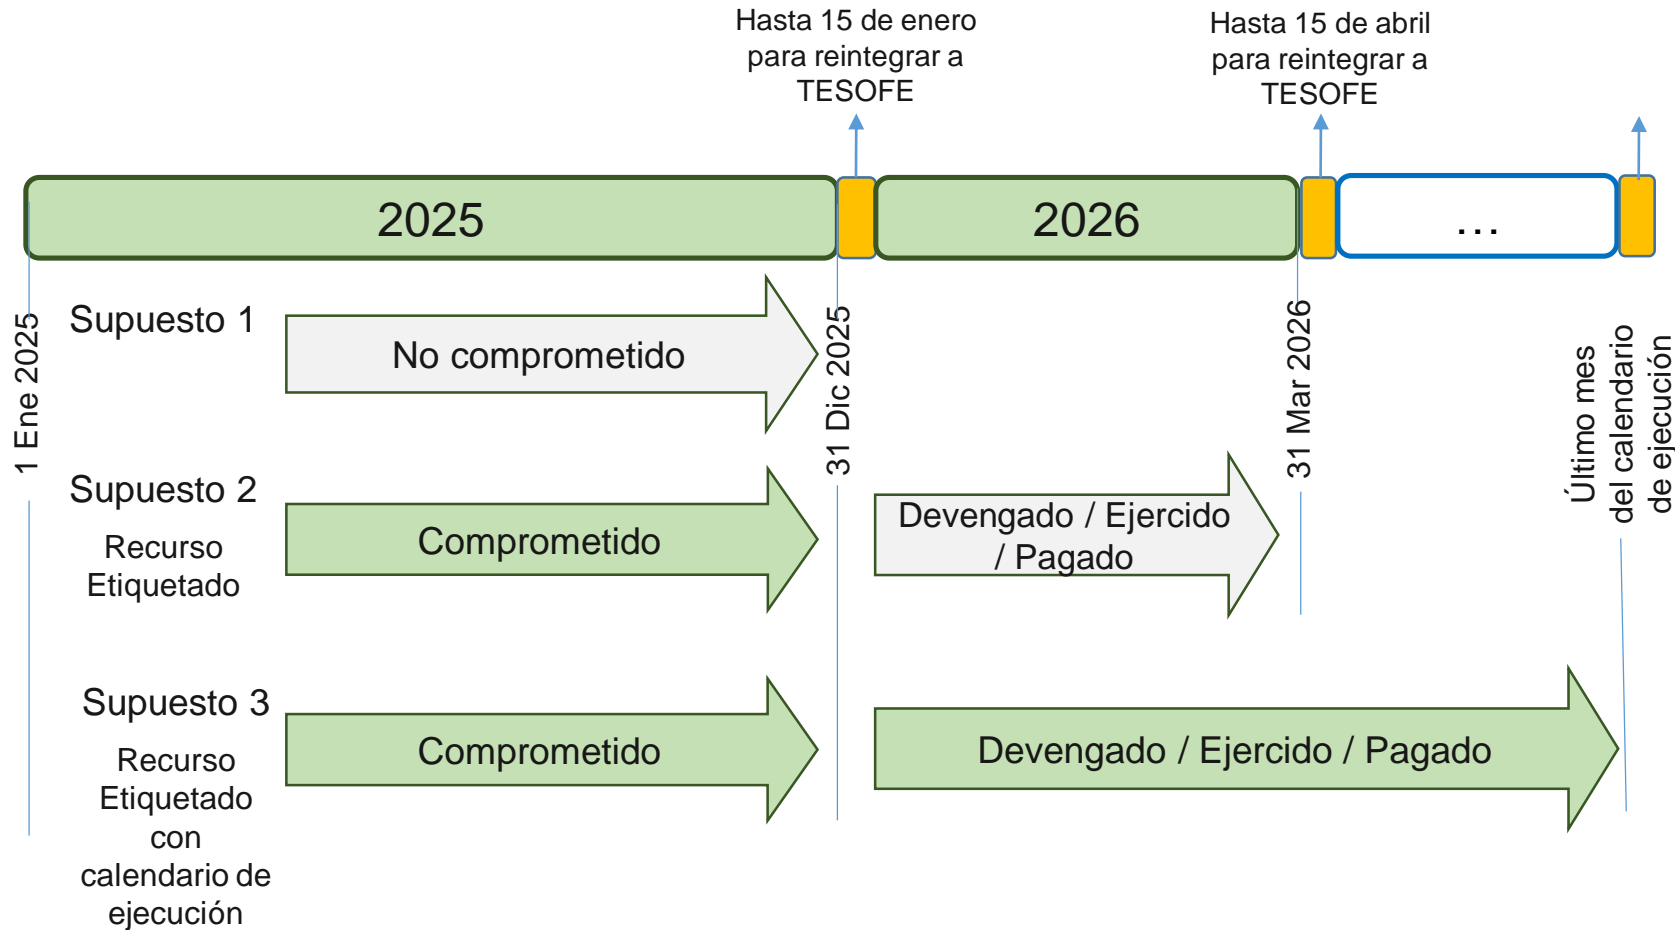 Hasta 15 de enero
para reintegrar a
TESOFE
Hasta 15 de abril
para reintegrar a
TESOFE
2025
2026
...
1 Ene 2025
31 Dic 2025
31 Mar 2026
Último mes
del calendario
de ejecución
Supuesto 1
No comprometido
Supuesto 2
Recurso
Etiquetado
Comprometido
Devengado / Ejercido
/ Pagado
Supuesto 3
Recurso
Etiquetado
con
calendario de
ejecución
Comprometido
Devengado / Ejercido / Pagado